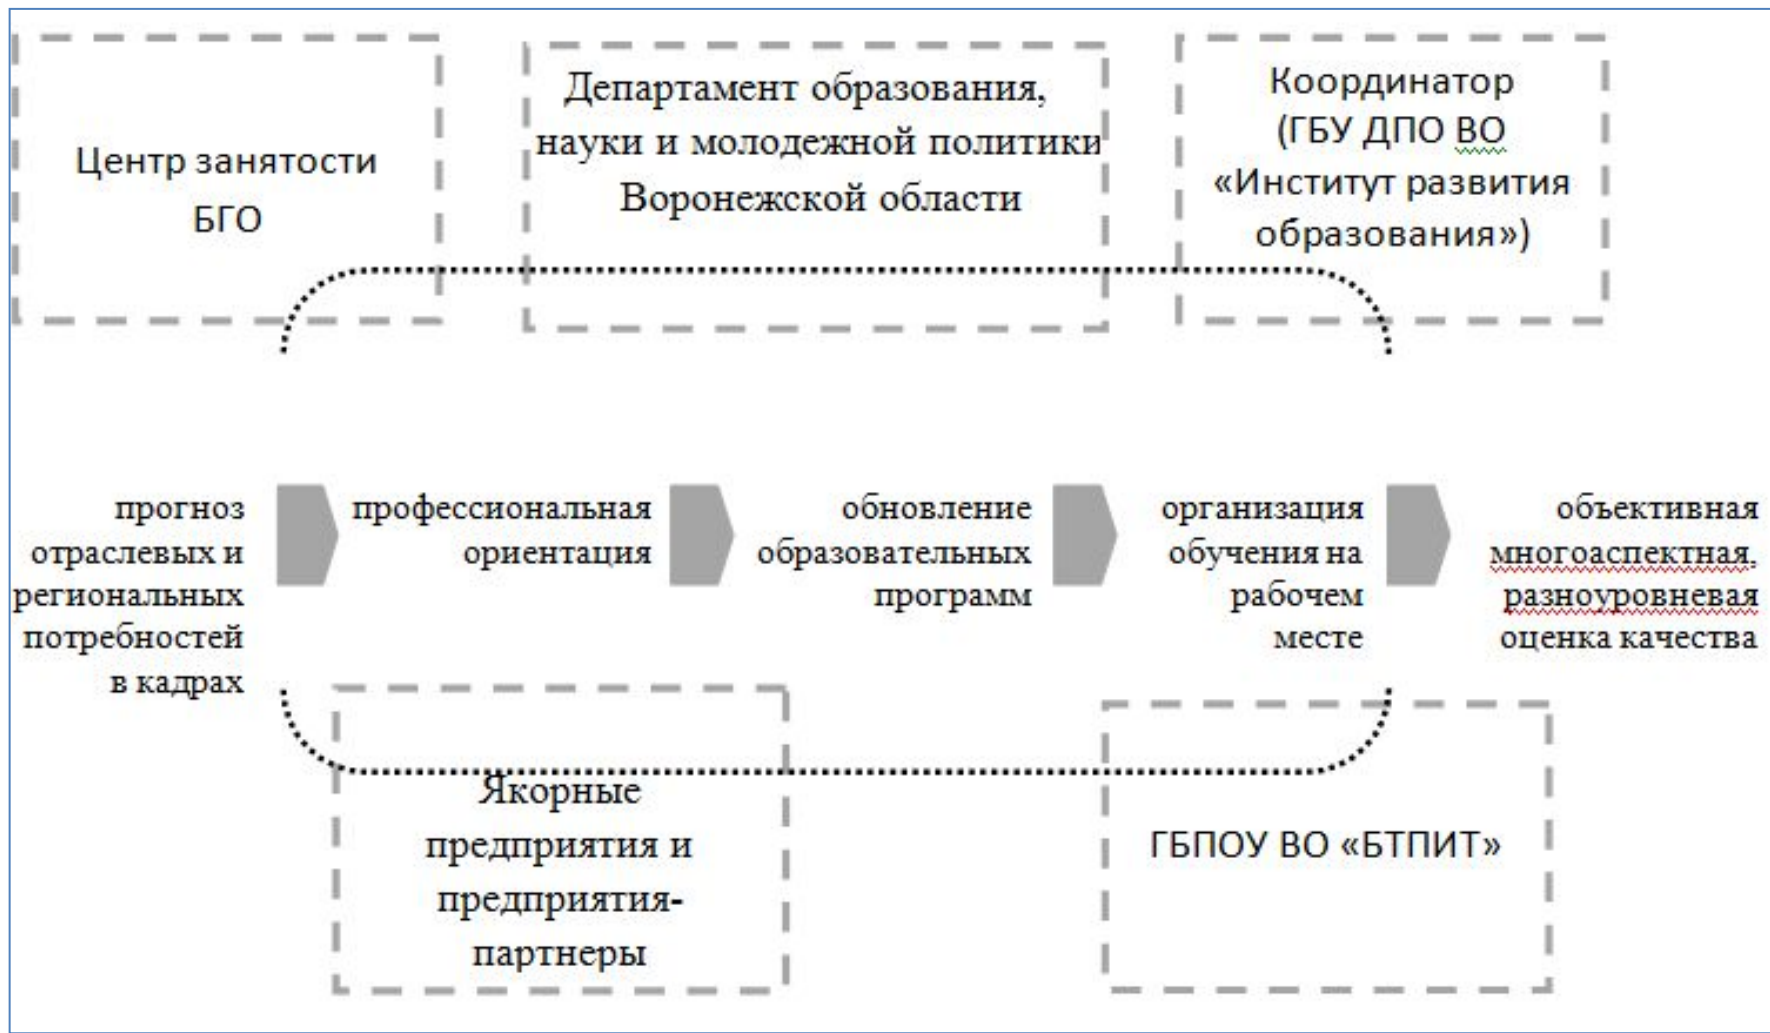 Центр занятости
БГО
Департамент образования,
науки и молодежной политики
Воронежской области
Координатор
(ГБУ ДПО ВО
«Институт развития
образования»)
прогноз
отраслевых и
региональных
потребностей
в кадрах
профессиональная
ориентация
обновление
образовательных
программ
организация
обучения на
рабочем
месте
объективная
многоаспектная,
разноуровневая
оценка качества
Якорные
предприятия и
предприятия-
партнеры
ГБПОУ ВО «БТПИТ»